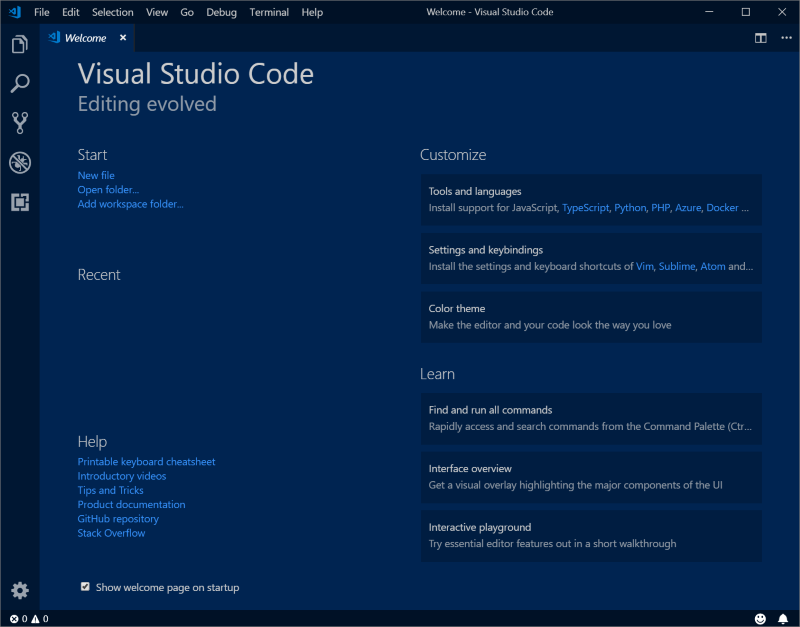 File Edit Selection View Go Debug Terminal Help
Welcome - Visual Studio Code
Welcome
Visual Studio Code
Editing evolved
Start
New file
Open folder...
Add workspace folder...
Recent
Help
Printable keyboard cheatsheet
Introductory videos
Tips and Tricks
Product documentation
GitHub repository
Stack Overflow
Customize
Tools and languages
Install support for JavaScript, TypeScript, Python, PHP, Azure, Docker ...
Settings and keybindings
Install the settings and keyboard shortcuts of Vim, Sublime, Atom and...
Color theme
Make the editor and your code look the way you love
Learn
Find and run all commands
Rapidly access and search commands from the Command Palette (Ctr...
Interface overview
Get a visual overlay highlighting the major components of the UI
Interactive playground
Try essential editor features out in a short walkthrough
Show welcome page on startup
0 0